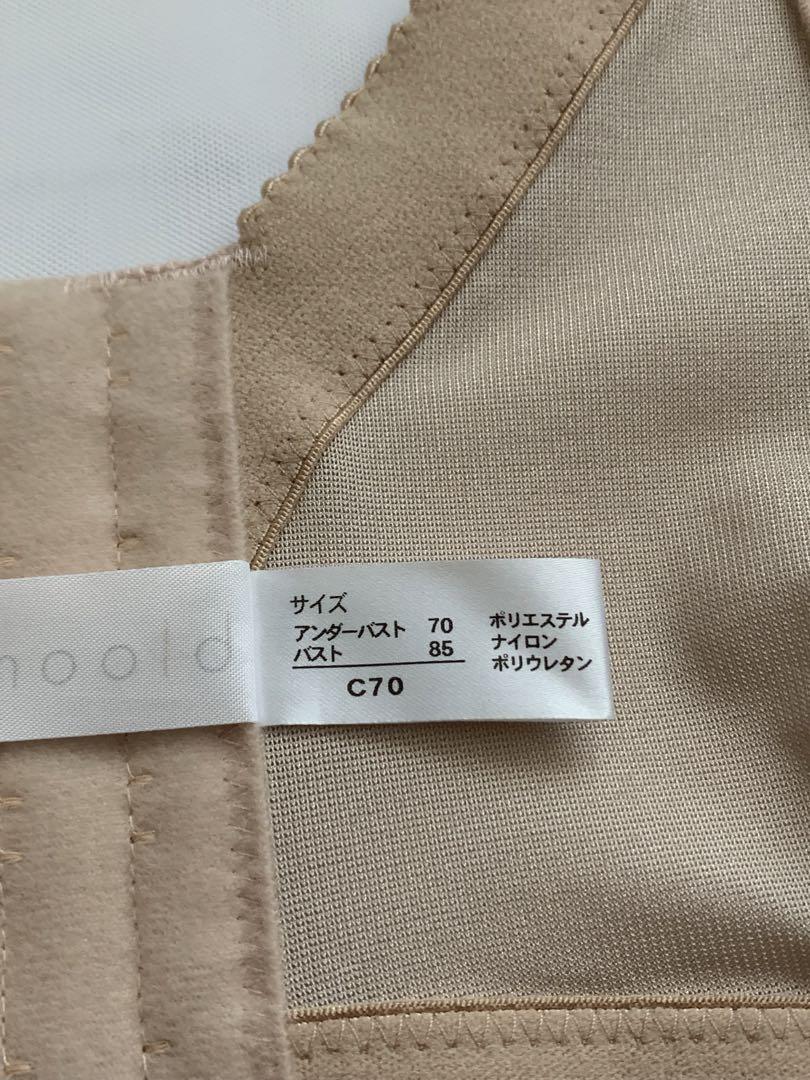 サイズ
アンダーバスト 70
バスト 85
C70
ポリエステル
ナイロン
ポリウレタン